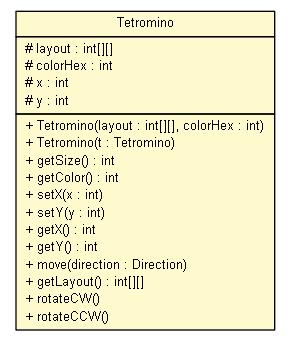 Tetromino
# layout : int[][]
# colorHex : int
# x : int
# y : int
+ Tetromino(layout : int[][], colorHex : int)
+ Tetromino(t : Tetromino)
+ getSize() : int
+ getColor() : int
+ setX(x : int)
+ setY(y : int)
+ getX() : int
+ getY() : int
+ move(direction : Direction)
+ getLayout() : int[][]
+ rotateCW()
+ rotateCCW()